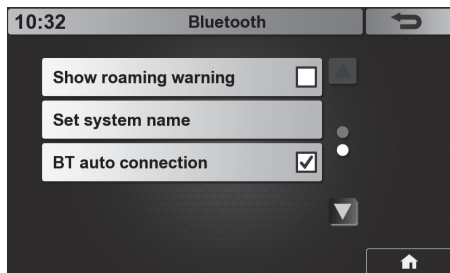 10:32
Bluetooth
Show roaming warning
Set system name
BT auto connection